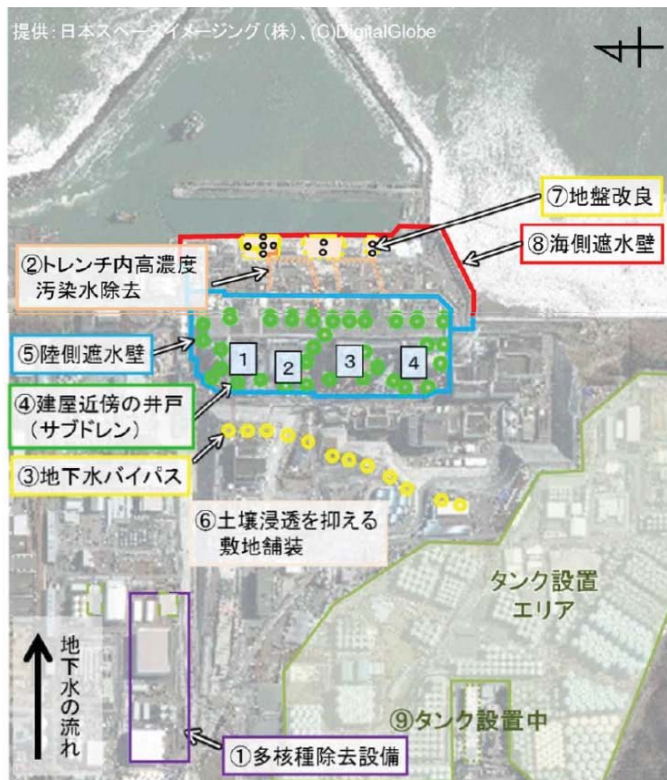 提供：日本スペースイメージング（株）、(C)DigitalGlobe
⑦地盤改良
⑧海側遮水壁
②トレンチ内高濃度
汚染水除去
⑤陸側遮水壁
1
2
3
4
④建屋近傍の井戸
（サブドレン）
③地下水バイパス
⑥土壌浸透を抑える
敷地舗装
タンク設置
エリア
地下水の流れ
⑨タンク設置中
①多核種除去設備